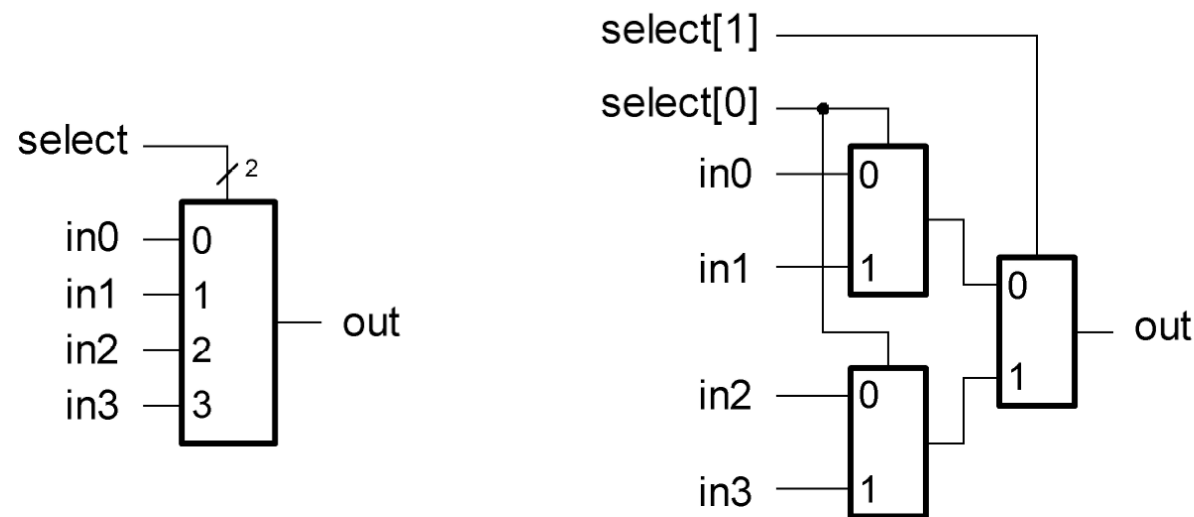 select
2
in0
0
in1
1
in2
2
in3
3
out
select[1]
select[0]
in0
0
in1
1
in2
0
in3
1
0
1
out